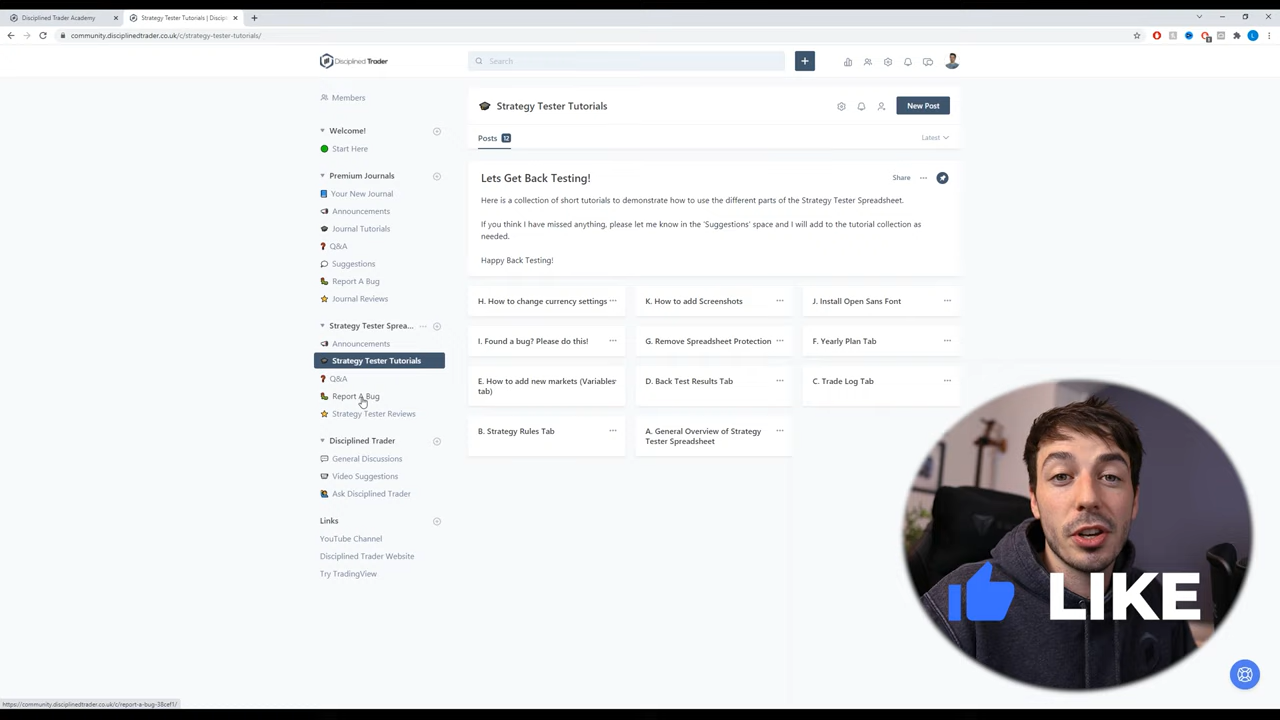 Disciplined Trader Academy
Strategy Tester Tutorials | Discip
community.disciplinedtrader.co.uk/c/strategy-tester-tutorials/
Disciplined Trader
Search
Members
Welcome!
Start Here
Premium Journals
Your New Journal
Announcements
Journal Tutorials
Q&A
Suggestions
Report A Bug
Journal Reviews
Strategy Tester Sprea...
Announcements
Strategy Tester Tutorials
Q&A
Report A Bug
Strategy Tester Reviews
Disciplined Trader
General Discussions
Video Suggestions
Ask Disciplined Trader
Links
YouTube Channel
Disciplined Trader Website
Try TradingView
Strategy Tester Tutorials
New Post
Posts 12
Latest
Lets Get Back Testing!
Share
Here is a collection of short tutorials to demonstrate how to use the different parts of the Strategy Tester Spreadsheet.
If you think I have missed anything, please let me know in the 'Suggestions' space and I will add to the tutorial collection as
needed.
Happy Back Testing!
H. How to change currency settings
K. How to add Screenshots
J. Install Open Sans Font
I. Found a bug? Please do this!
G. Remove Spreadsheet Protection
F. Yearly Plan Tab
E. How to add new markets (Variables
tab)
D. Back Test Results Tab
C. Trade Log Tab
B. Strategy Rules Tab
A. General Overview of Strategy
Tester Spreadsheet
LIKE
https://community.disciplinedtrader.co.uk/c/report-a-bug-38cef1/